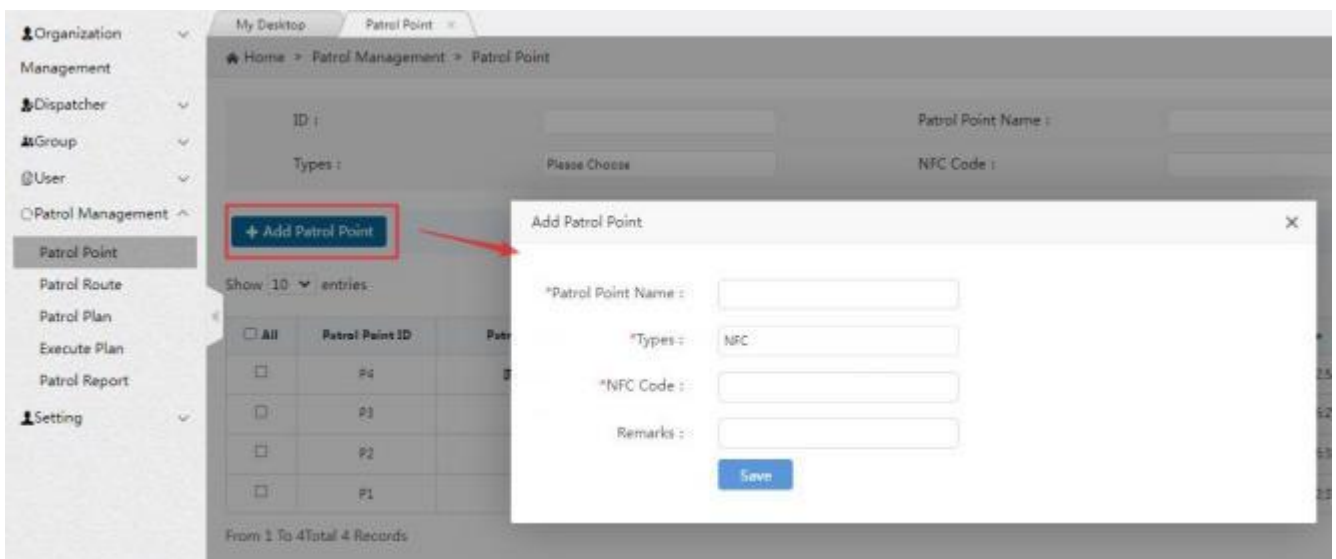 Organization
Management
Dispatcher
Group
User
Patrol Management
Patrol Point
Patrol Route
Patrol Plan
Execute Plan
Patrol Report
Setting
My Desktop
Patrol Point
Home > Patrol Management > Patrol Point
ID :
Patrol Point Name :
Types :
Please Choose
NFC Code :
+ Add Patrol Point
Show 10 entries
All
Patrol Point ID
P4
P3
P2
P1
From 1 To 4Total 4 Records
Add Patrol Point
*Patrol Point Name :
*Types :
NFC
*NFC Code :
Remarks :
Save